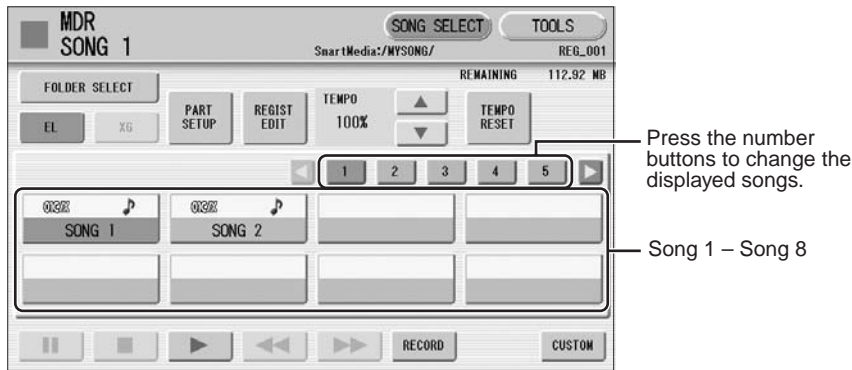 MDR
SONG 1
SONG SELECT
TOOLS
SmartMedia:/MYSONG/
REG_001
REMAINING 112.92 MB
FOLDER SELECT
EL
XG
PART
SETUP
REGIST
EDIT
TEMPO
100%
TEMPO
RESET
1 2 3 4 5
SONG 1
SONG 2
RECORD
CUSTOM
Press the number
buttons to change the
displayed songs.
Song 1 – Song 8